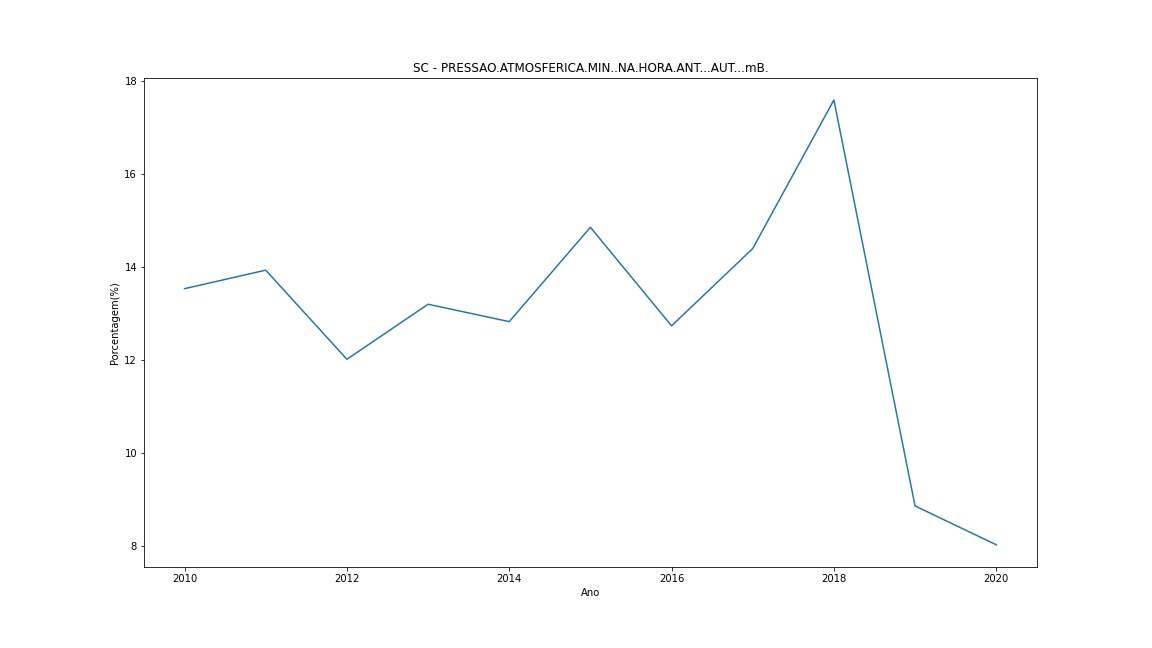 SC - PRESSAO.ATMOSFERICA.MIN..NA.HORA.ANT...AUT...mB.
18
16
14
12
10
8
Porcentagem(%)
2010 2012 2014 2016 2018 2020
Ano